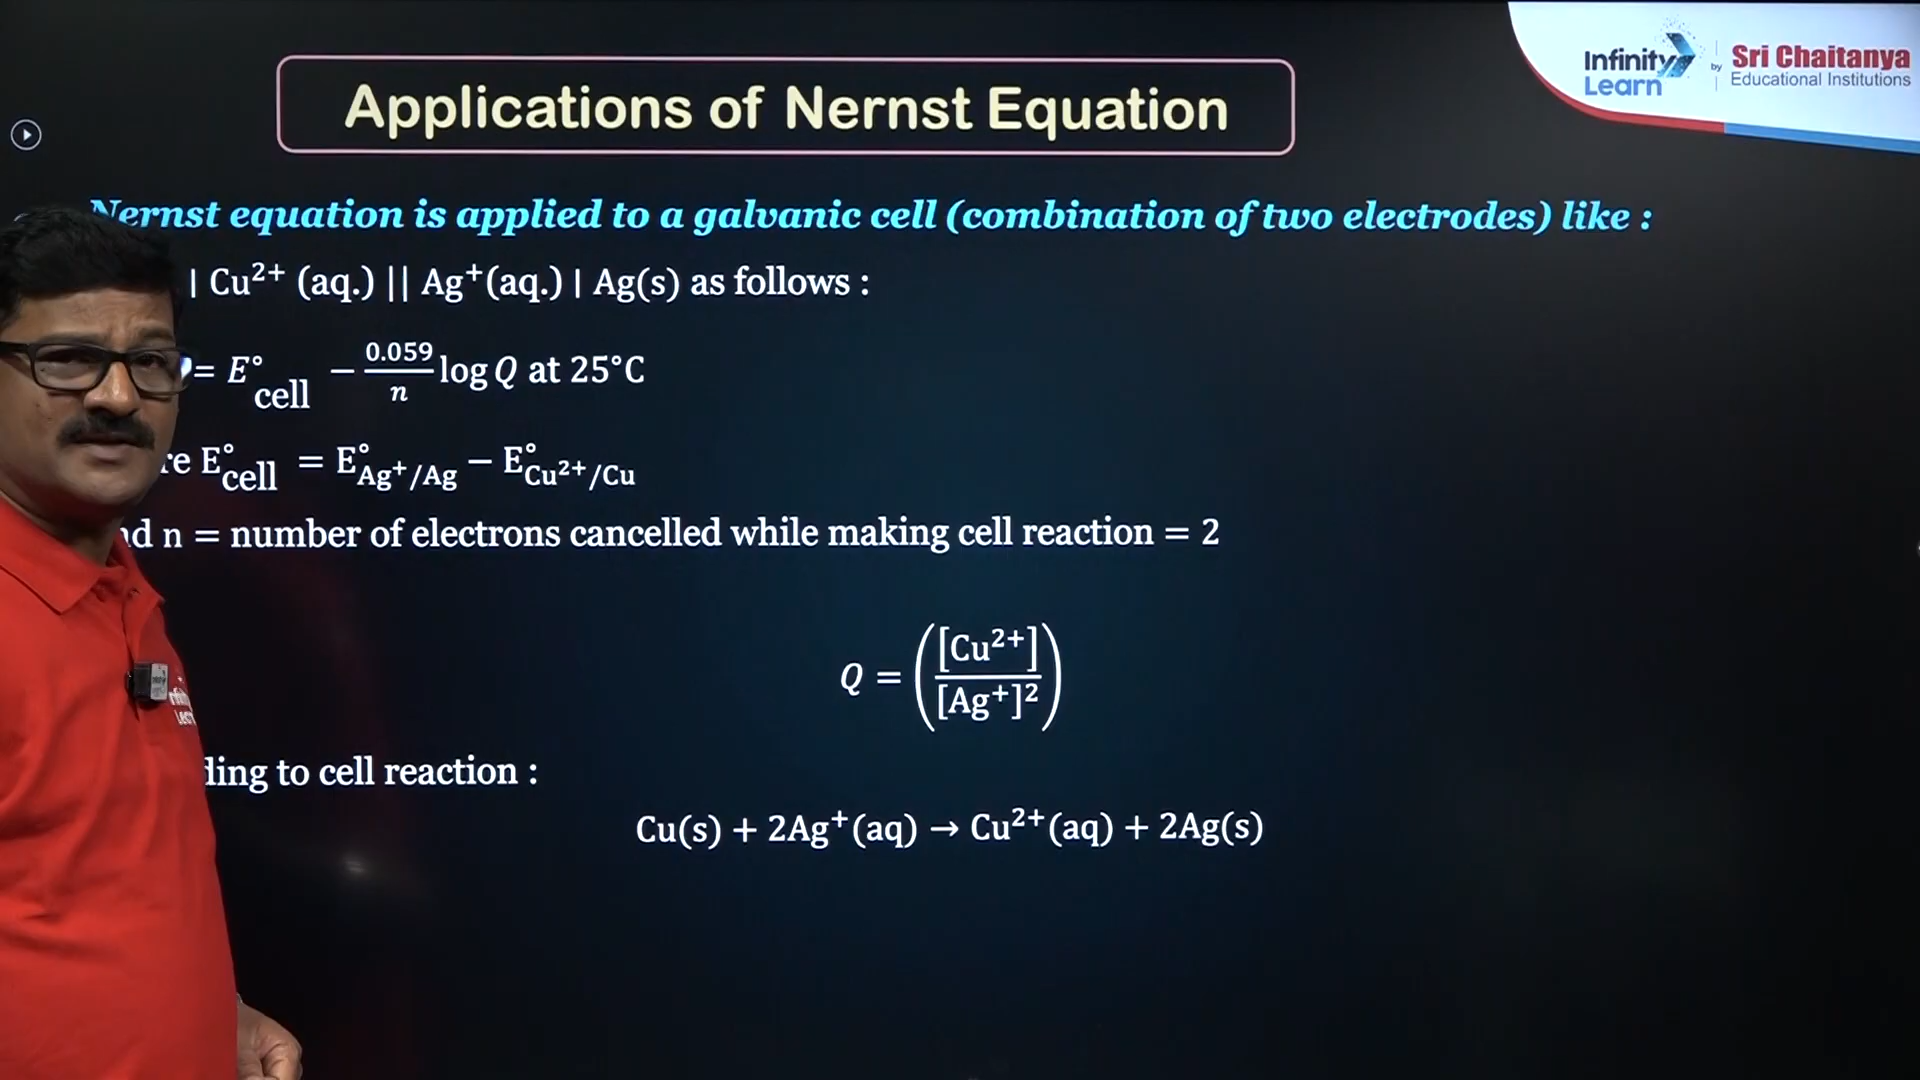 Infinity Learn by Sri Chaitanya Educational Institutions
Applications of Nernst Equation
Nernst equation is applied to a galvanic cell (combination of two electrodes) like :
| Cu²⁺ (aq.) || Ag⁺(aq.) | Ag(s) as follows :
= E°cell − 0.059/n log Q at 25°C
E°cell = E°Ag⁺/Ag − E°Cu²⁺/Cu
n = number of electrons cancelled while making cell reaction = 2
Q = ([Cu²⁺]/[Ag⁺]²)
to cell reaction :
Cu(s) + 2Ag⁺(aq) → Cu²⁺(aq) + 2Ag(s)